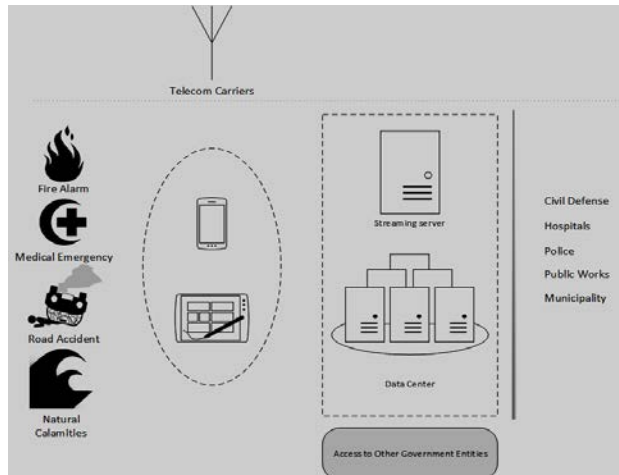 Telecom Carriers
Fire Alarm
Medical Emergency
Road Accident
Natural
Calamities
Streaming server
Data Center
Access to Other Government Entities
Civil Defense
Hospitals
Police
Public Works
Municipality